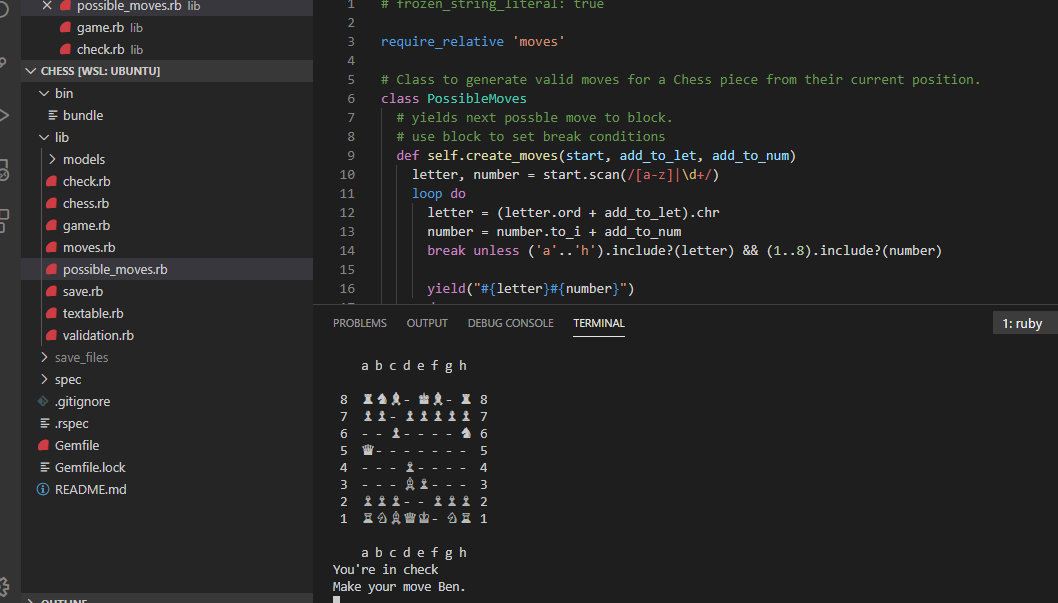 possible_moves.rb lib
game.rb lib
check.rb lib
CHESS [WSL: UBUNTU]
bin
bundle
lib
models
check.rb
chess.rb
game.rb
moves.rb
possible_moves.rb
save.rb
textable.rb
validation.rb
save_files
spec
.gitignore
.rspec
Gemfile
Gemfile.lock
README.md
OUTLINE
1 # frozen_string_literal: true
2
3 require_relative 'moves'
4
5 # Class to generate valid moves for a Chess piece from their current position.
6 class PossibleMoves
7 # yields next possble move to block.
8 # use block to set break conditions
9 def self.create_moves(start, add_to_let, add_to_num)
10 letter, number = start.scan(/[a-z]|\d+/)
11 loop do
12 letter = (letter.ord + add_to_let).chr
13 number = number.to_i + add_to_num
14 break unless ('a'..'h').include?(letter) && (1..8).include?(number)
15
16 yield("#{letter}#{number}")
PROBLEMS OUTPUT DEBUG CONSOLE TERMINAL 1: ruby
a b c d e f g h
8 ♜♞♝- ♚♝- ♜ 8
7 ♟♟- ♟♟♟♟♟ 7
6 - - ♟- - - - ♞ 6
5 ♛- - - - - - - 5
4 - - - ♙- - - - 4
3 - - - ♗♙- - - 3
2 ♙♙♙- - ♙♙♙ 2
1 ♖♘♗♕♔- ♘♖ 1
a b c d e f g h
You're in check
Make your move Ben.